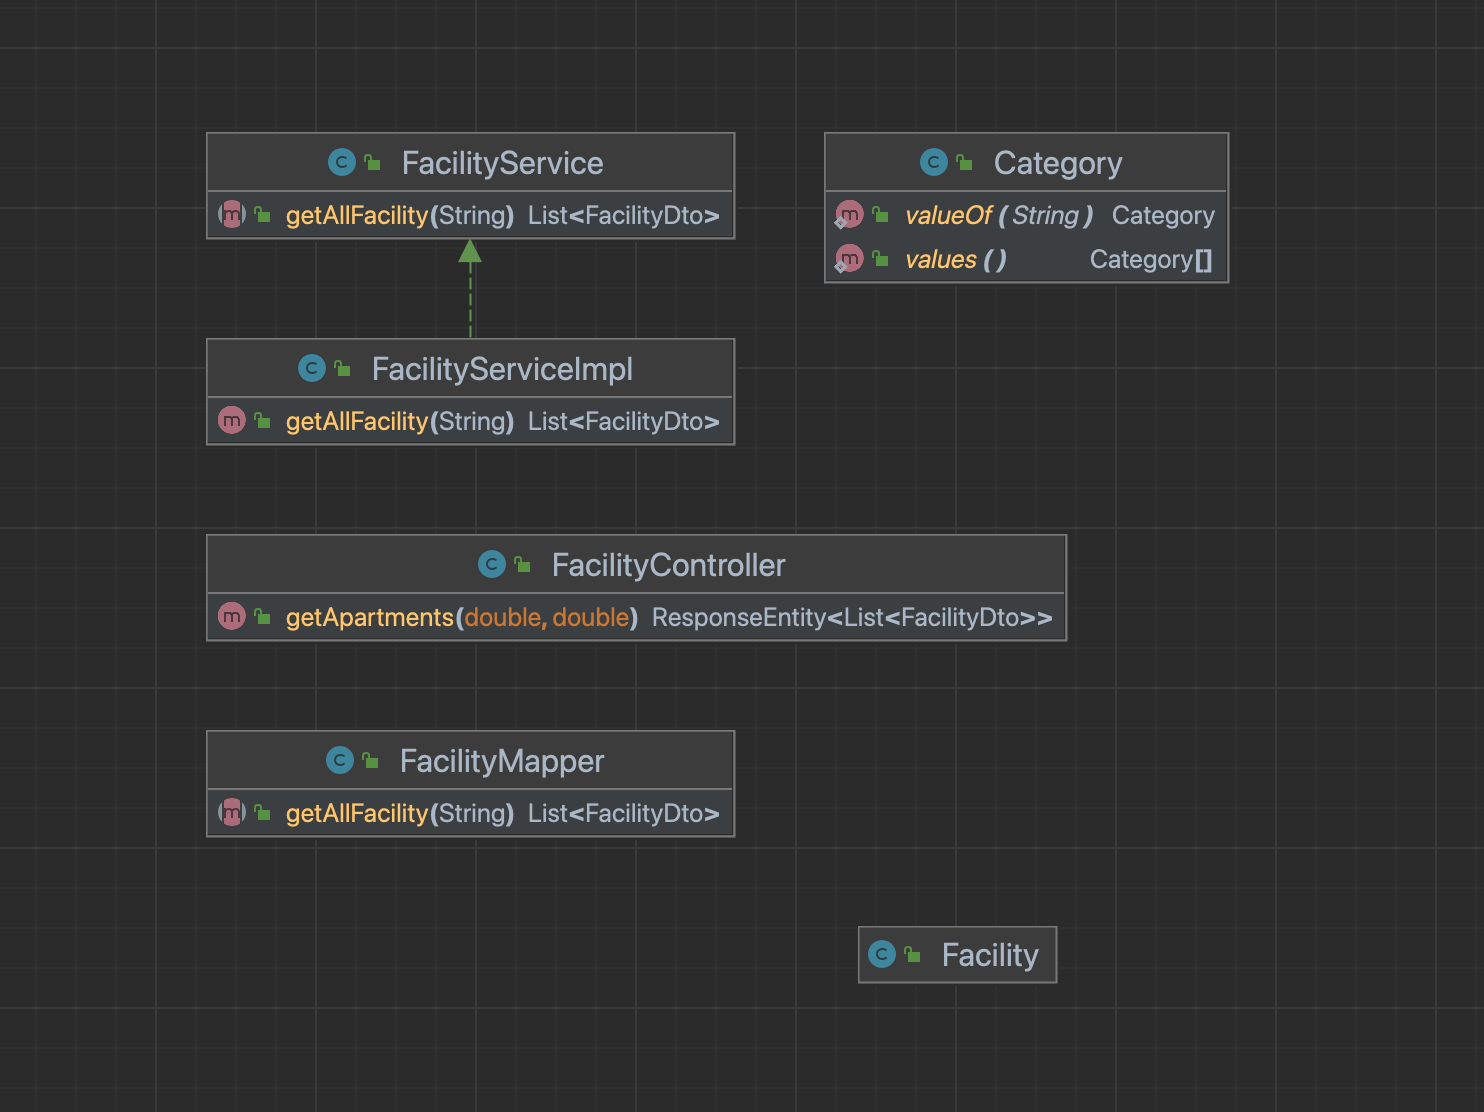 FacilityService
getAllFacility(String) List<FacilityDto>
Category
valueOf(String) Category
values() Category[]
FacilityServiceImpl
getAllFacility(String) List<FacilityDto>
FacilityController
getApartments(double, double) ResponseEntity<List<FacilityDto>>
FacilityMapper
getAllFacility(String) List<FacilityDto>
Facility